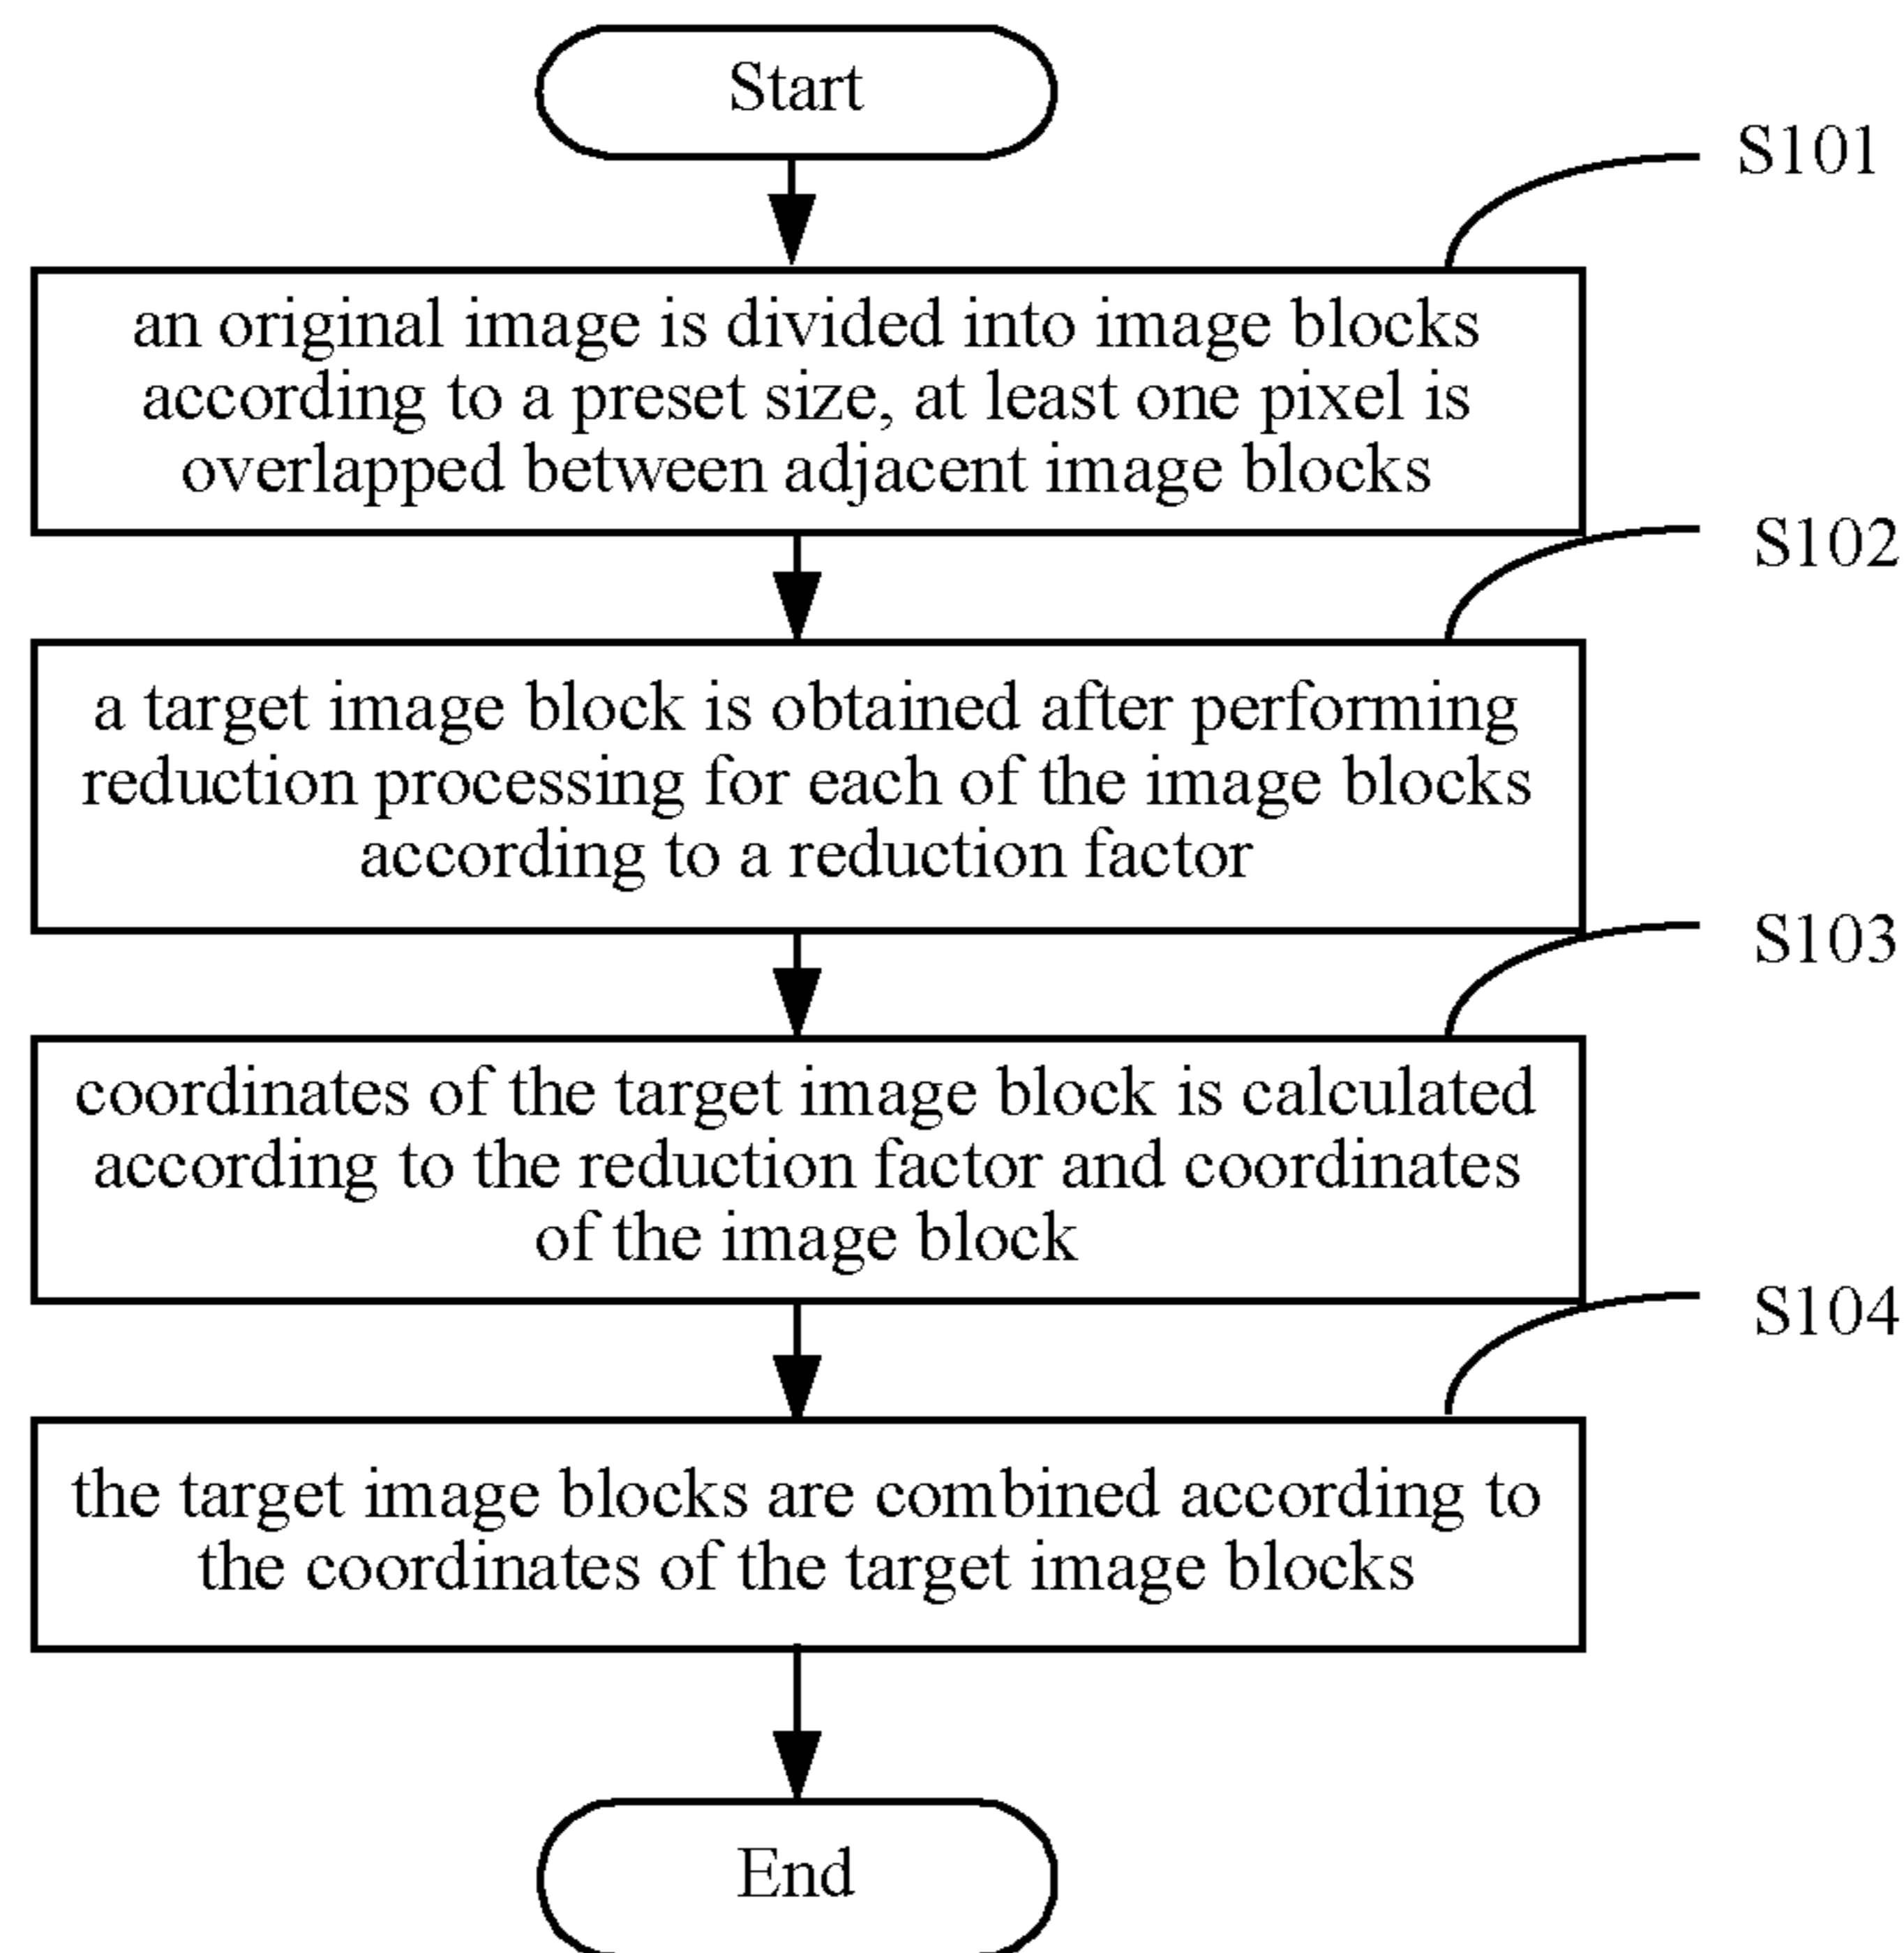 Start
S101
an original image is divided into image blocks
according to a preset size, at least one pixel is
overlapped between adjacent image blocks
S102
a target image block is obtained after performing
reduction processing for each of the image blocks
according to a reduction factor
S103
coordinates of the target image block is calculated
according to the reduction factor and coordinates
of the image block
S104
the target image blocks are combined according to
the coordinates of the target image blocks
End